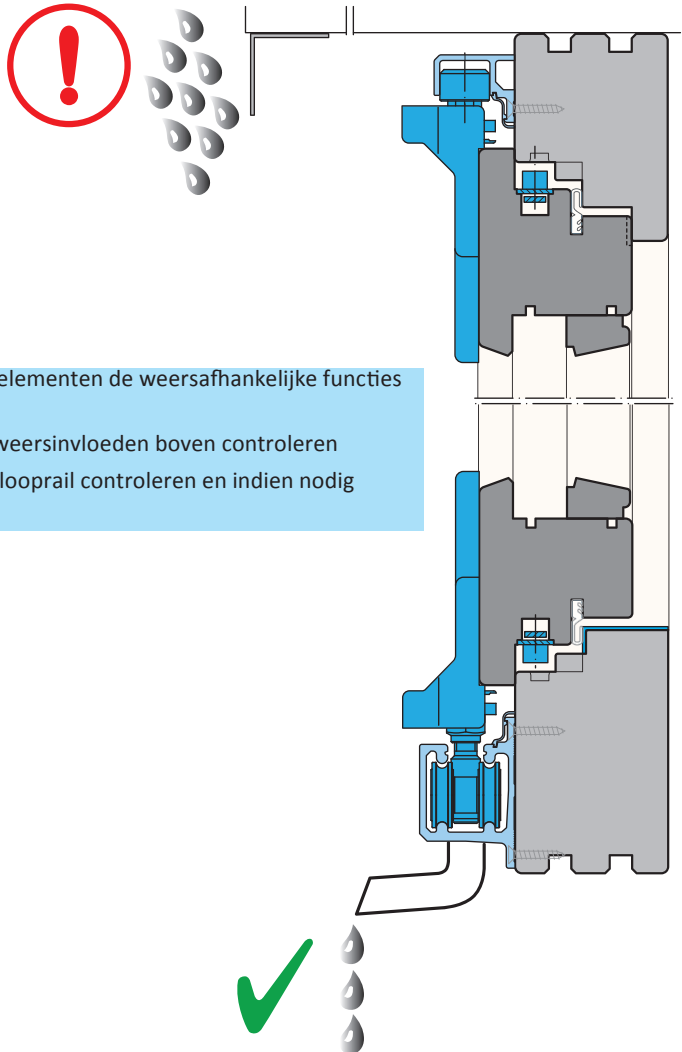 elementen de weersafhankelijke functies
weersinvloeden boven controleren
looprail controleren en indien nodig